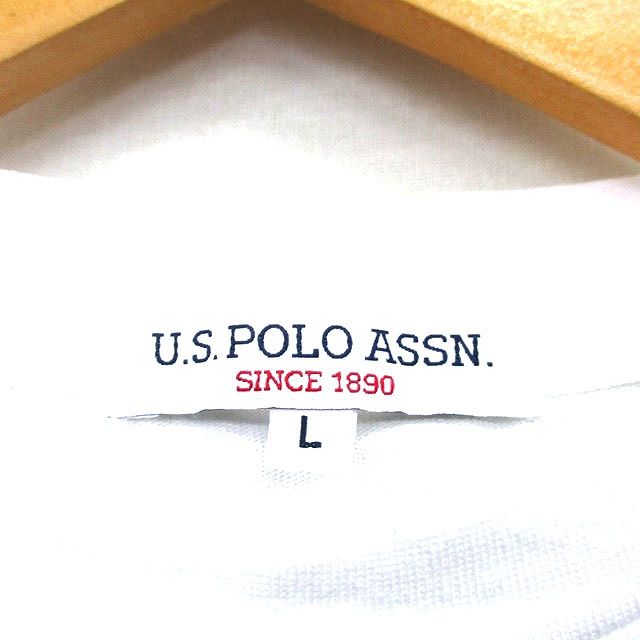 U.S. POLO ASSN.
SINCE 1890
L